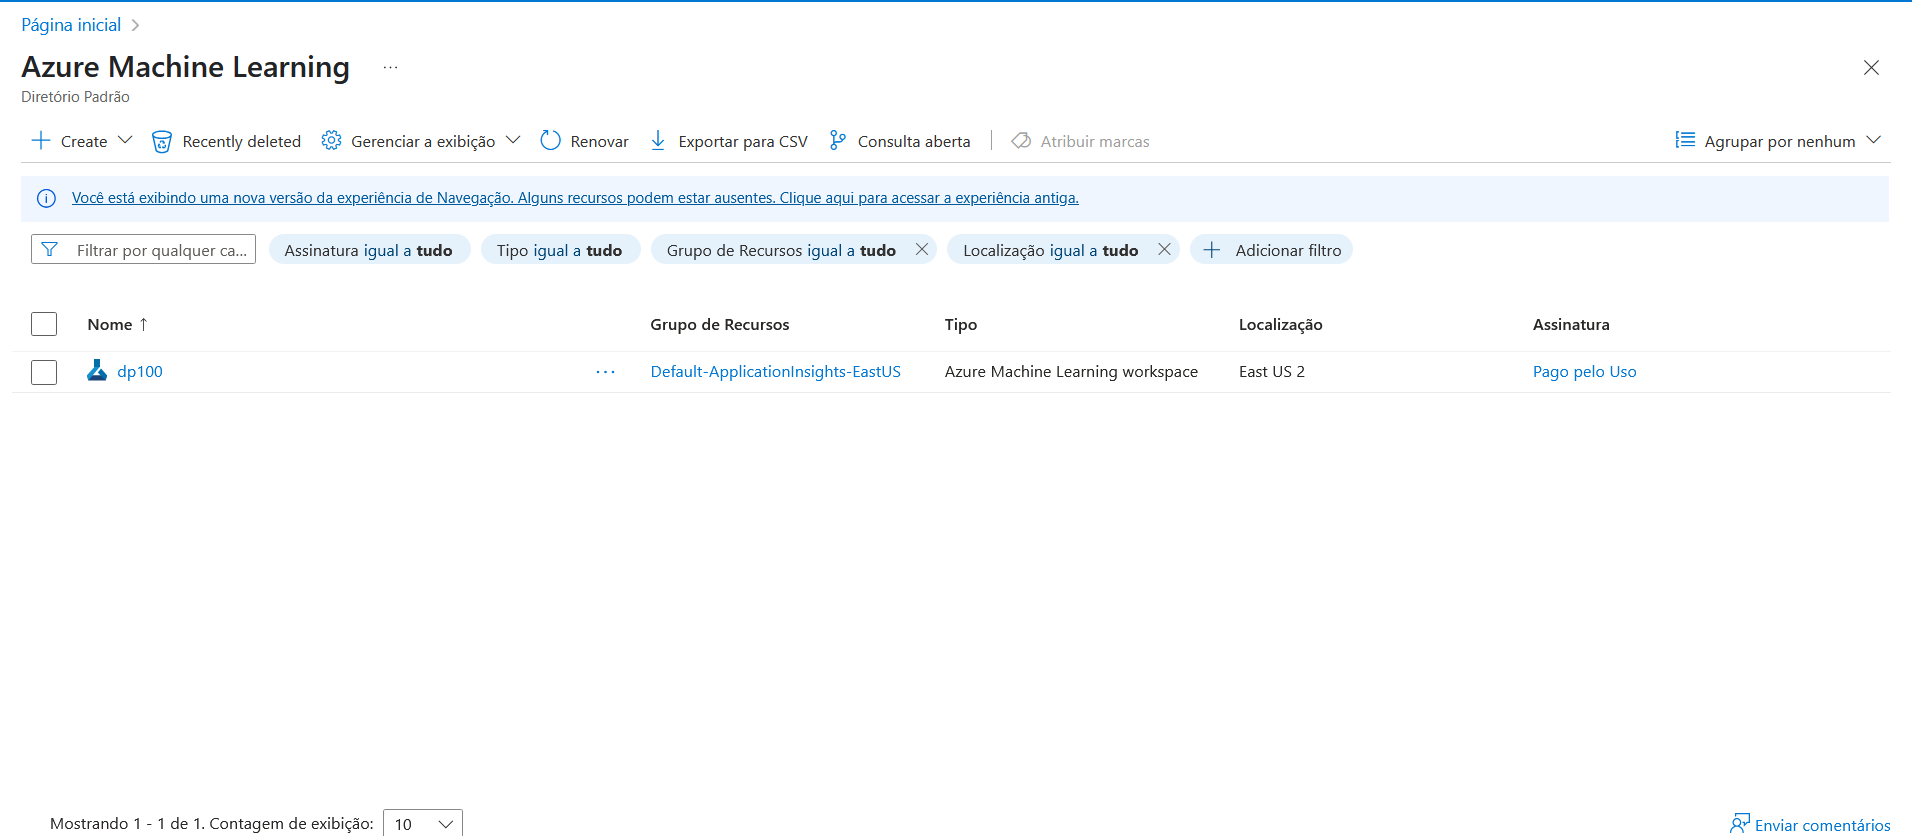 Página inicial
Azure Machine Learning ...
Diretório Padrão
Create Recently deleted Gerenciar a exibição Renovar Exportar para CSV Consulta aberta Atribuir marcas Agrupar por nenhum
Você está exibindo uma nova versão da experiência de Navegação. Alguns recursos podem estar ausentes. Clique aqui para acessar a experiência antiga.
Filtrar por qualquer ca... Assinatura igual a tudo Tipo igual a tudo Grupo de Recursos igual a tudo Localização igual a tudo Adicionar filtro
Nome ↑ Grupo de Recursos Tipo Localização Assinatura
dp100 ... Default-ApplicationInsights-EastUS Azure Machine Learning workspace East US 2 Pago pelo Uso
Mostrando 1 - 1 de 1. Contagem de exibição: 10 Enviar comentários